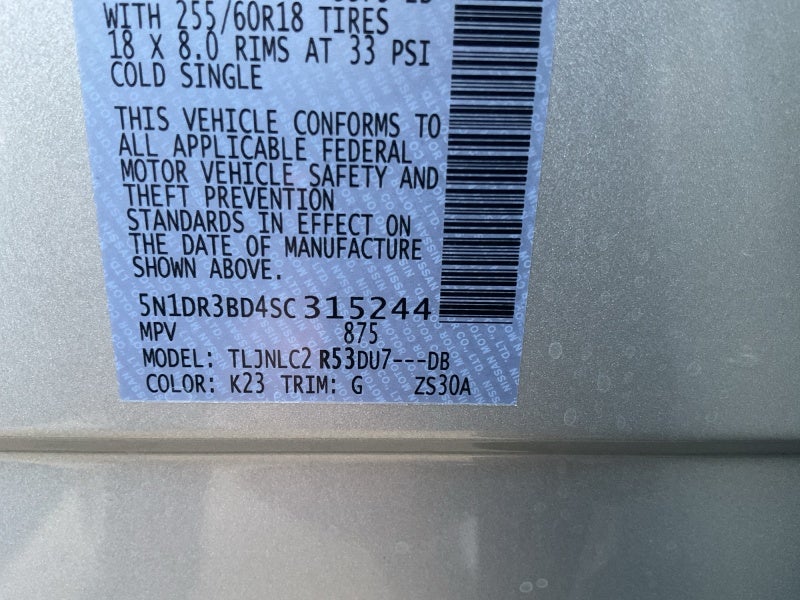 WITH 255/60R18 TIRES
18 X 8.0 RIMS AT 33 PSI
COLD SINGLE
THIS VEHICLE CONFORMS TO
ALL APPLICABLE FEDERAL
MOTOR VEHICLE SAFETY AND
THEFT PREVENTION
STANDARDS IN EFFECT ON
THE DATE OF MANUFACTURE
SHOWN ABOVE.
5N1DR3BD4SC315244
MPV 875
MODEL: TLJNLC2 R53DU7---DB
COLOR: K23 TRIM: G ZS30A